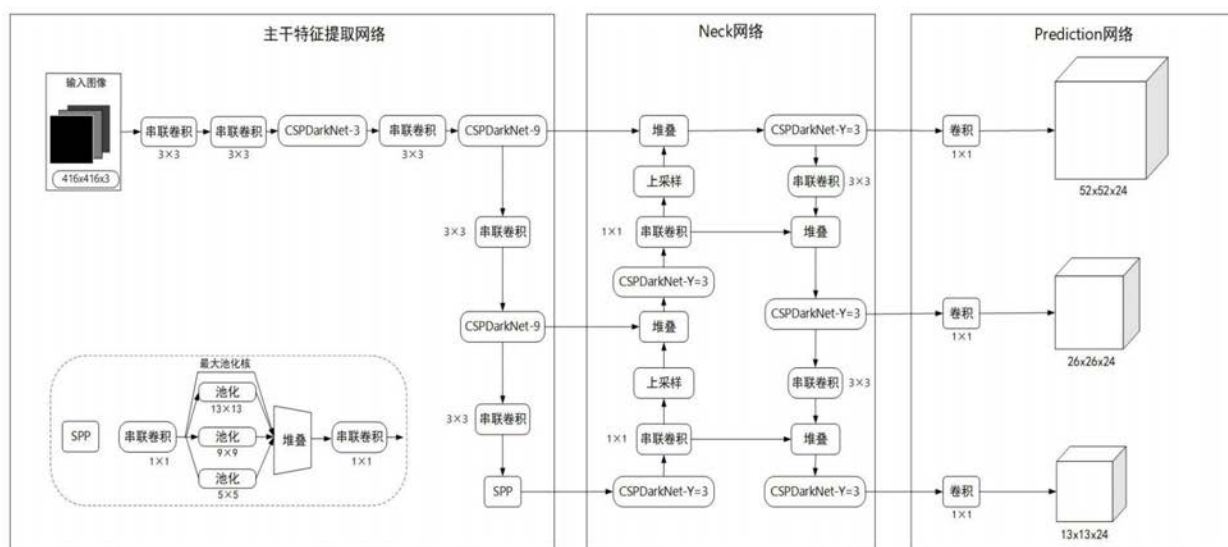 主干特征提取网络
输入图像
416x416x3
串联卷积
3×3
串联卷积
3×3
CSPDarkNet-3
串联卷积
3×3
CSPDarkNet-9
3×3
串联卷积
CSPDarkNet-9
3×3
串联卷积
SPP
最大池化核
SPP
串联卷积
1×1
池化
13×13
池化
9×9
池化
5×5
堆叠
串联卷积
1×1
Neck网络
堆叠
上采样
1×1
串联卷积
CSPDarkNet-Y=3
堆叠
上采样
1×1
串联卷积
CSPDarkNet-Y=3
CSPDarkNet-Y=3
串联卷积
3×3
堆叠
CSPDarkNet-Y=3
串联卷积
3×3
堆叠
CSPDarkNet-Y=3
Prediction网络
卷积
1×1
52x52x24
卷积
1×1
26x26x24
卷积
1×1
13x13x24